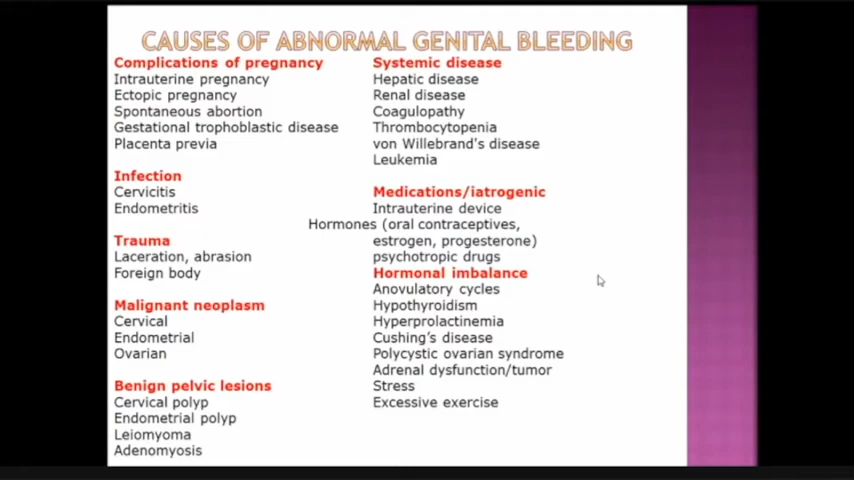 CAUSES OF ABNORMAL GENITAL BLEEDING
Complications of pregnancy
Intrauterine pregnancy
Ectopic pregnancy
Spontaneous abortion
Gestational trophoblastic disease
Placenta previa
Infection
Cervicitis
Endometritis
Trauma
Laceration, abrasion
Foreign body
Malignant neoplasm
Cervical
Endometrial
Ovarian
Benign pelvic lesions
Cervical polyp
Endometrial polyp
Leiomyoma
Adenomyosis
Systemic disease
Hepatic disease
Renal disease
Coagulopathy
Thrombocytopenia
von Willebrand's disease
Leukemia
Medications/iatrogenic
Intrauterine device
Hormones (oral contraceptives,
estrogen, progesterone)
psychotropic drugs
Hormonal imbalance
Anovulatory cycles
Hypothyroidism
Hyperprolactinemia
Cushing's disease
Polycystic ovarian syndrome
Adrenal dysfunction/tumor
Stress
Excessive exercise